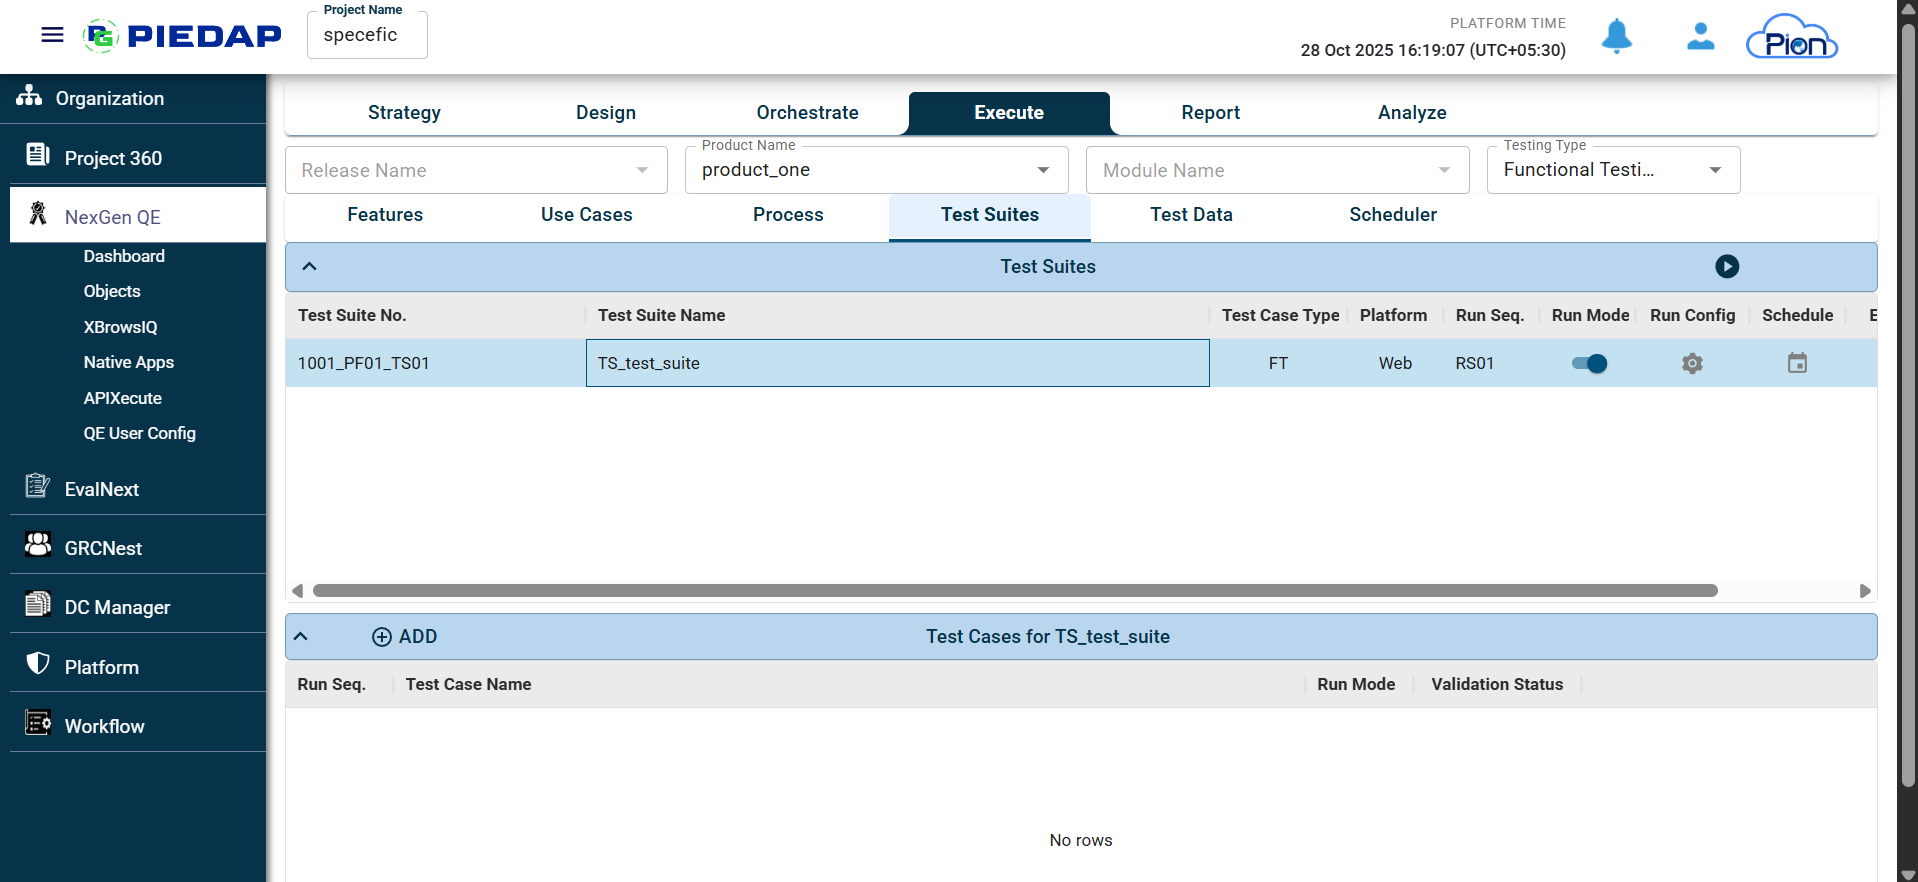 PIEDAP
Project Name
specefic
PLATFORM TIME
28 Oct 2025 16:19:07 (UTC+05:30)
Pion
Organization
Project 360
NexGen QE
Dashboard
Objects
XBrowsIQ
Native Apps
APIXecute
QE User Config
EvalNext
GRCNest
DC Manager
Platform
Workflow
Strategy Design Orchestrate Execute Report Analyze
Release Name
Product Name
product_one
Module Name
Testing Type
Functional Testi...
Features Use Cases Process Test Suites Test Data Scheduler
Test Suites
Test Suite No. Test Suite Name Test Case Type Platform Run Seq. Run Mode Run Config Schedule E
1001_PF01_TS01 TS_test_suite FT Web RS01
ADD Test Cases for TS_test_suite
Run Seq. Test Case Name Run Mode Validation Status
No rows